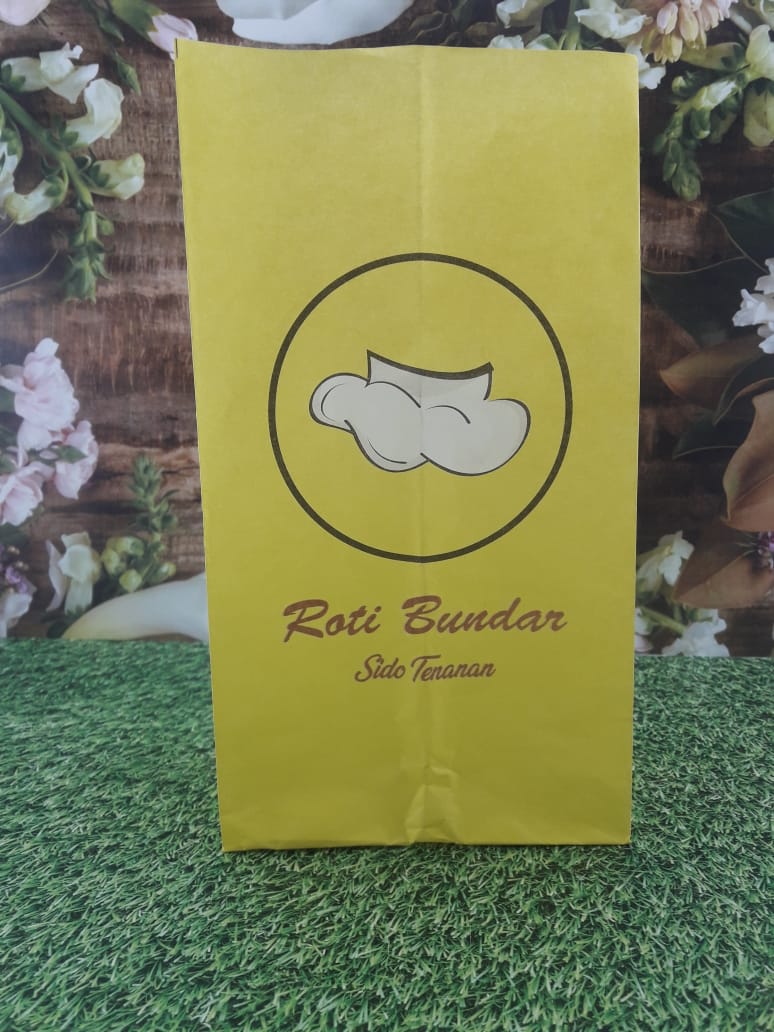 Roti Bundar
Sido Tenanan